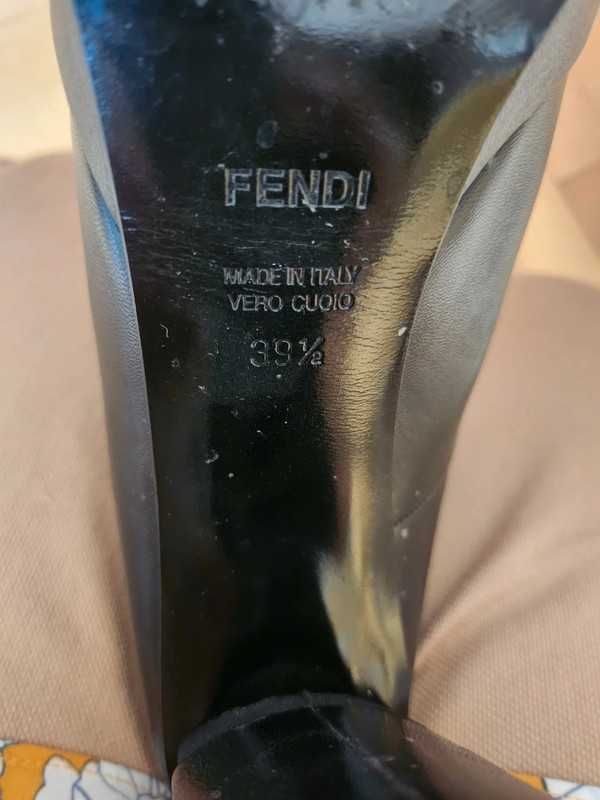 FENDI
MADE IN ITALY
VERO CUOIO
39½